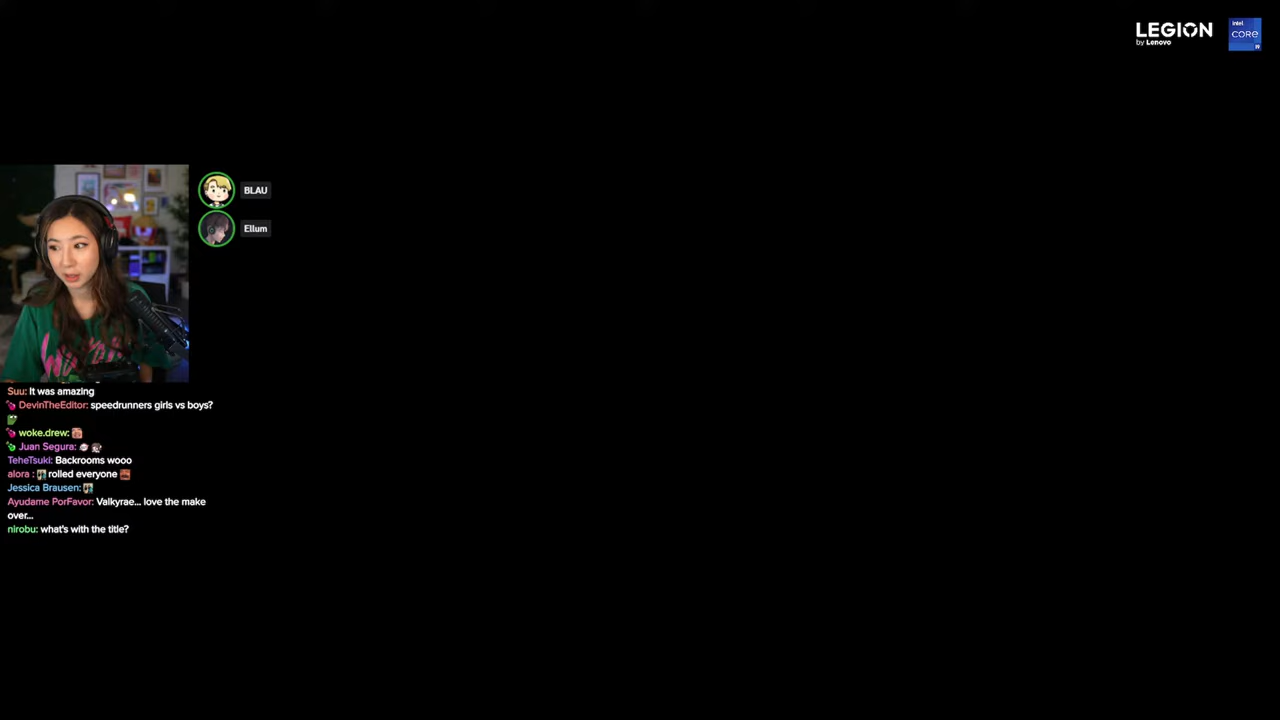 LEGION
by Lenovo
intel
CORE
i9
BLAU
Ellum
Suu: It was amazing
DevinTheEditor: speedrunners girls vs boys?
woke.drew:
Juan Segura:
TeheTsuki: Backrooms wooo
alora : rolled everyone
Jessica Brausen:
Ayudame PorFavor: Valkyrae... love the make
over...
nirobu: what's with the title?